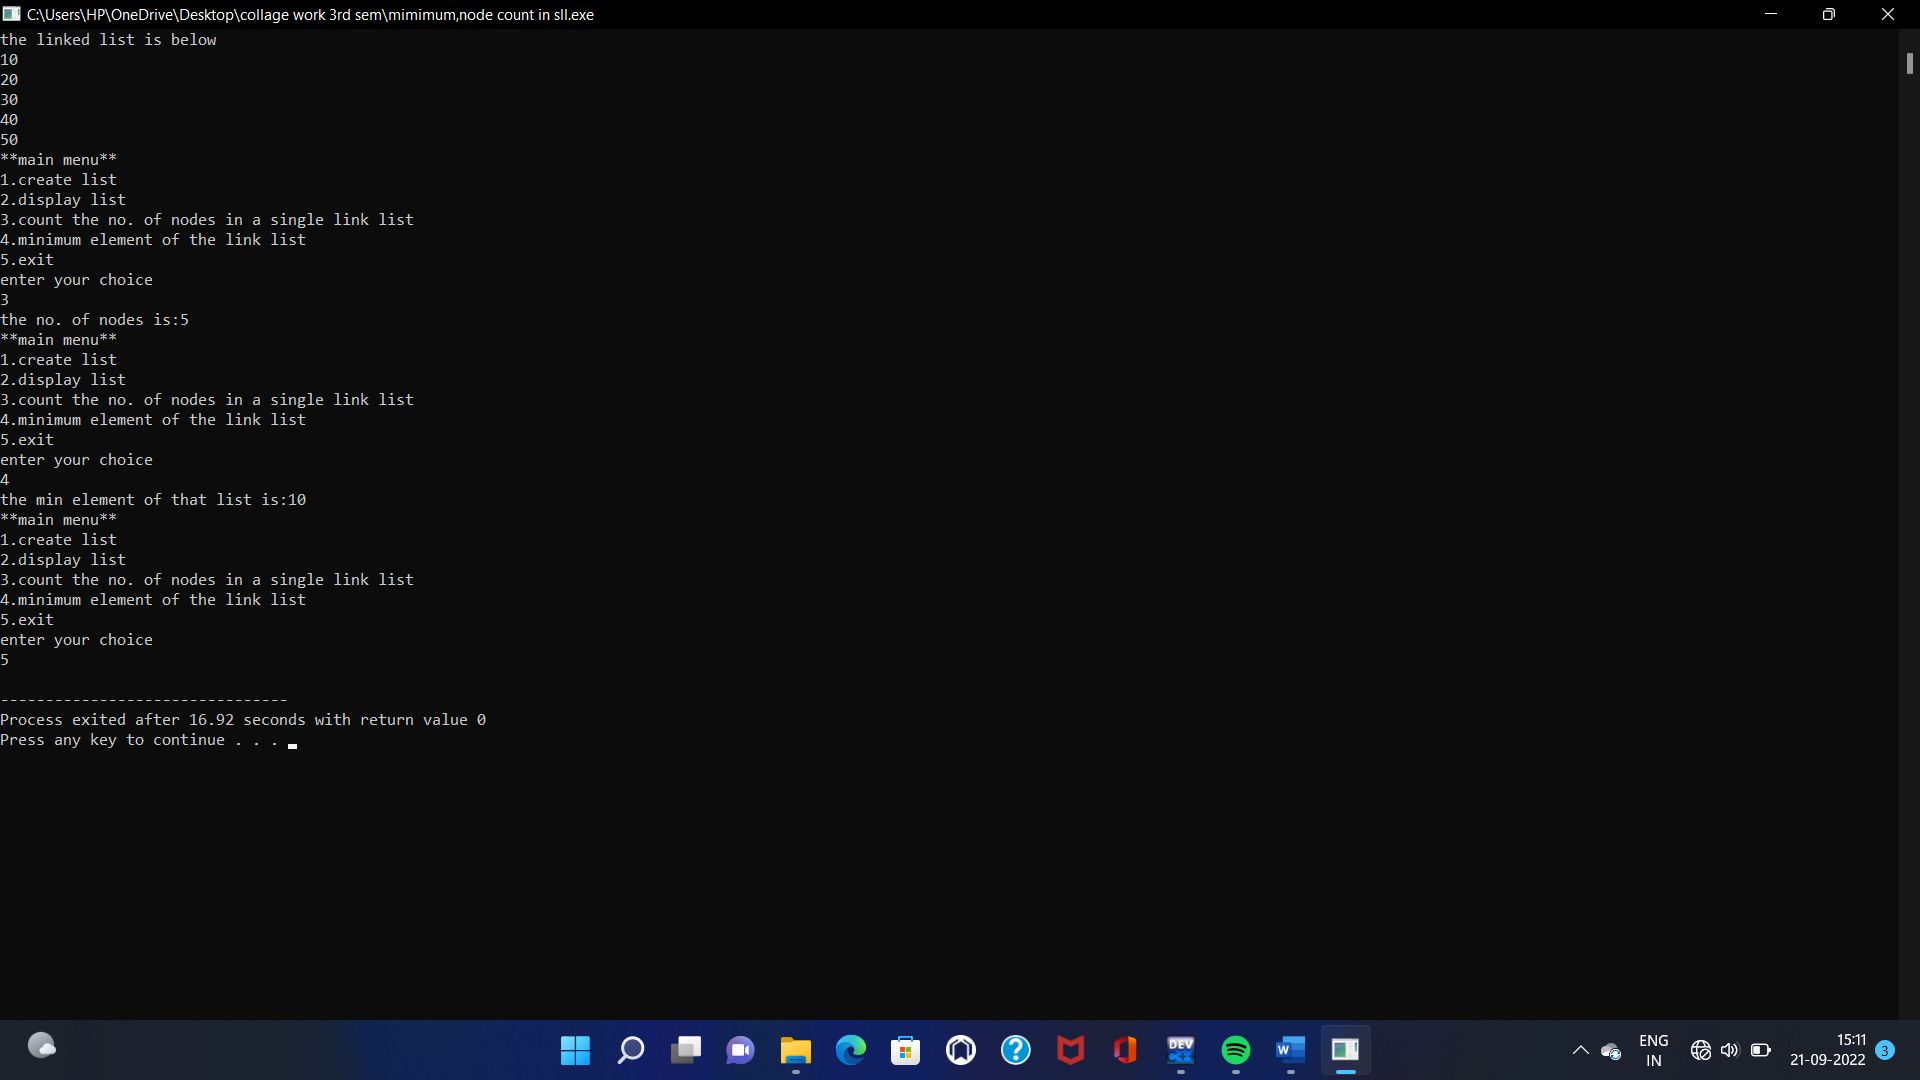 C:\Users\HP\OneDrive\Desktop\collage work 3rd sem\mimimum,node count in sll.exe
the linked list is below
10
20
30
40
50
**main menu**
1.create list
2.display list
3.count the no. of nodes in a single link list
4.minimum element of the link list
5.exit
enter your choice
3
the no. of nodes is:5
**main menu**
1.create list
2.display list
3.count the no. of nodes in a single link list
4.minimum element of the link list
5.exit
enter your choice
4
the min element of that list is:10
**main menu**
1.create list
2.display list
3.count the no. of nodes in a single link list
4.minimum element of the link list
5.exit
enter your choice
5
--------------------------------
Process exited after 16.92 seconds with return value 0
Press any key to continue . . .
DEV
C++
W
ENG
IN
15:11
21-09-2022
3